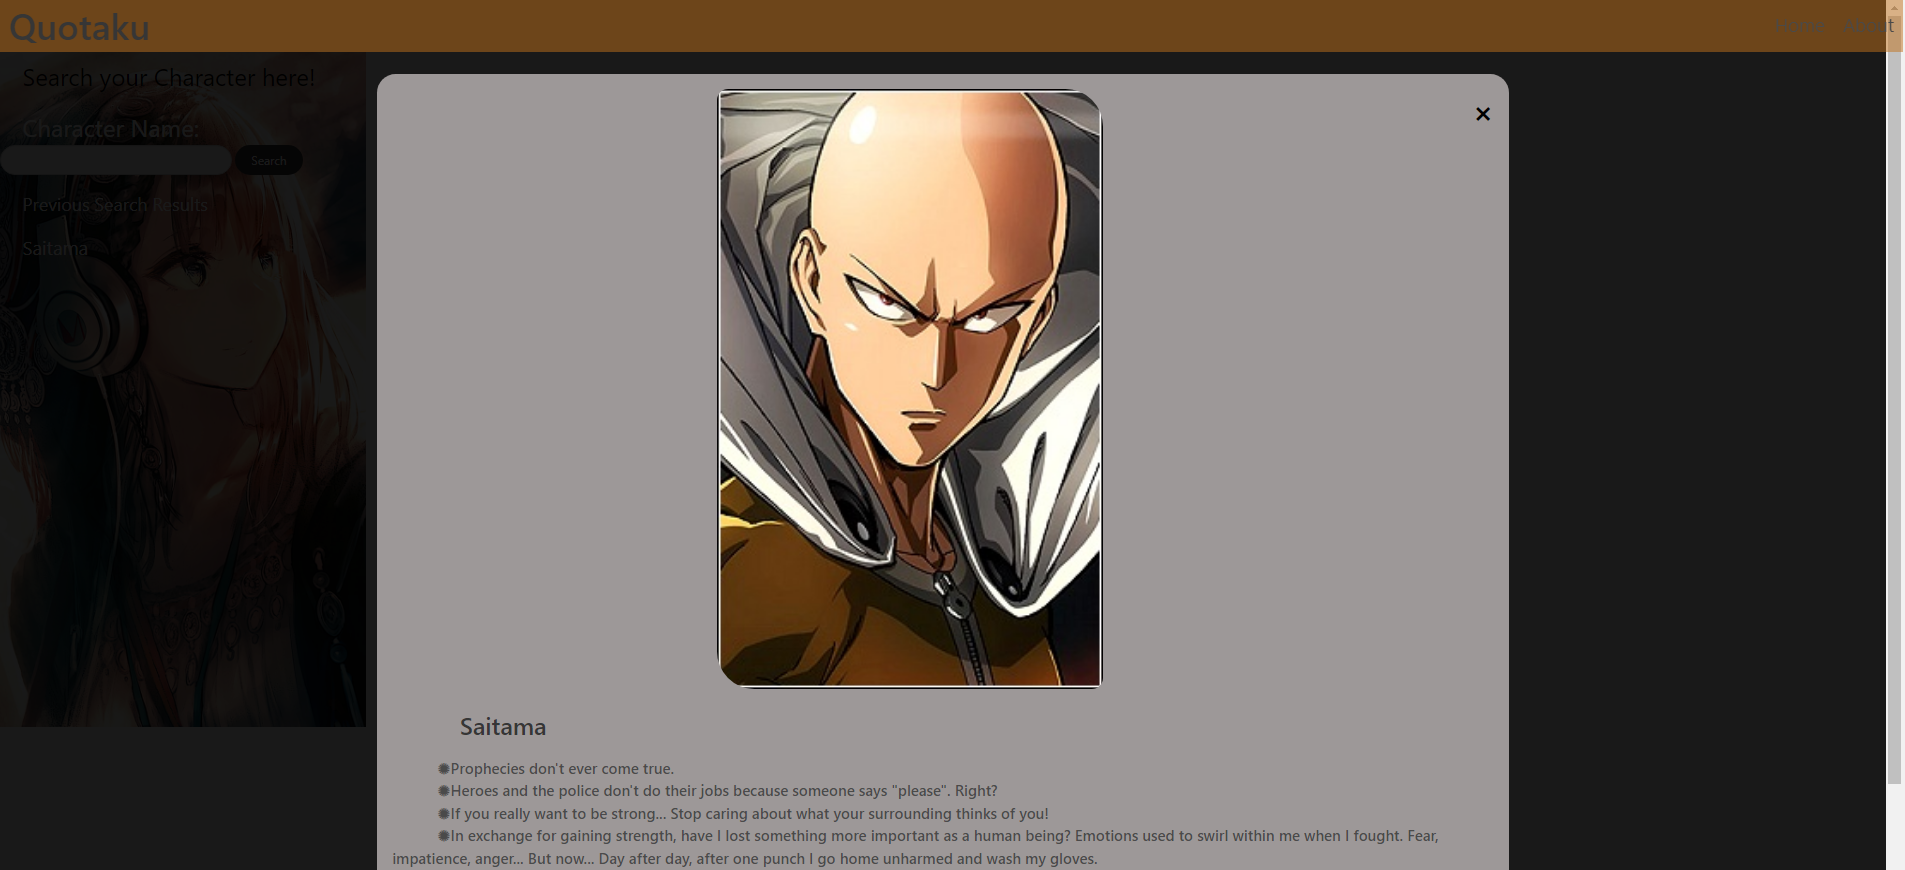 Quotaku
Home About
Search your Character here!
Character Name:
Search
Previous Search Results
Saitama
×
Saitama
✺Prophecies don't ever come true.
✺Heroes and the police don't do their jobs because someone says "please". Right?
✺If you really want to be strong... Stop caring about what your surrounding thinks of you!
✺In exchange for gaining strength, have I lost something more important as a human being? Emotions used to swirl within me when I fought. Fear,
impatience, anger... But now... Day after day, after one punch I go home unharmed and wash my gloves.